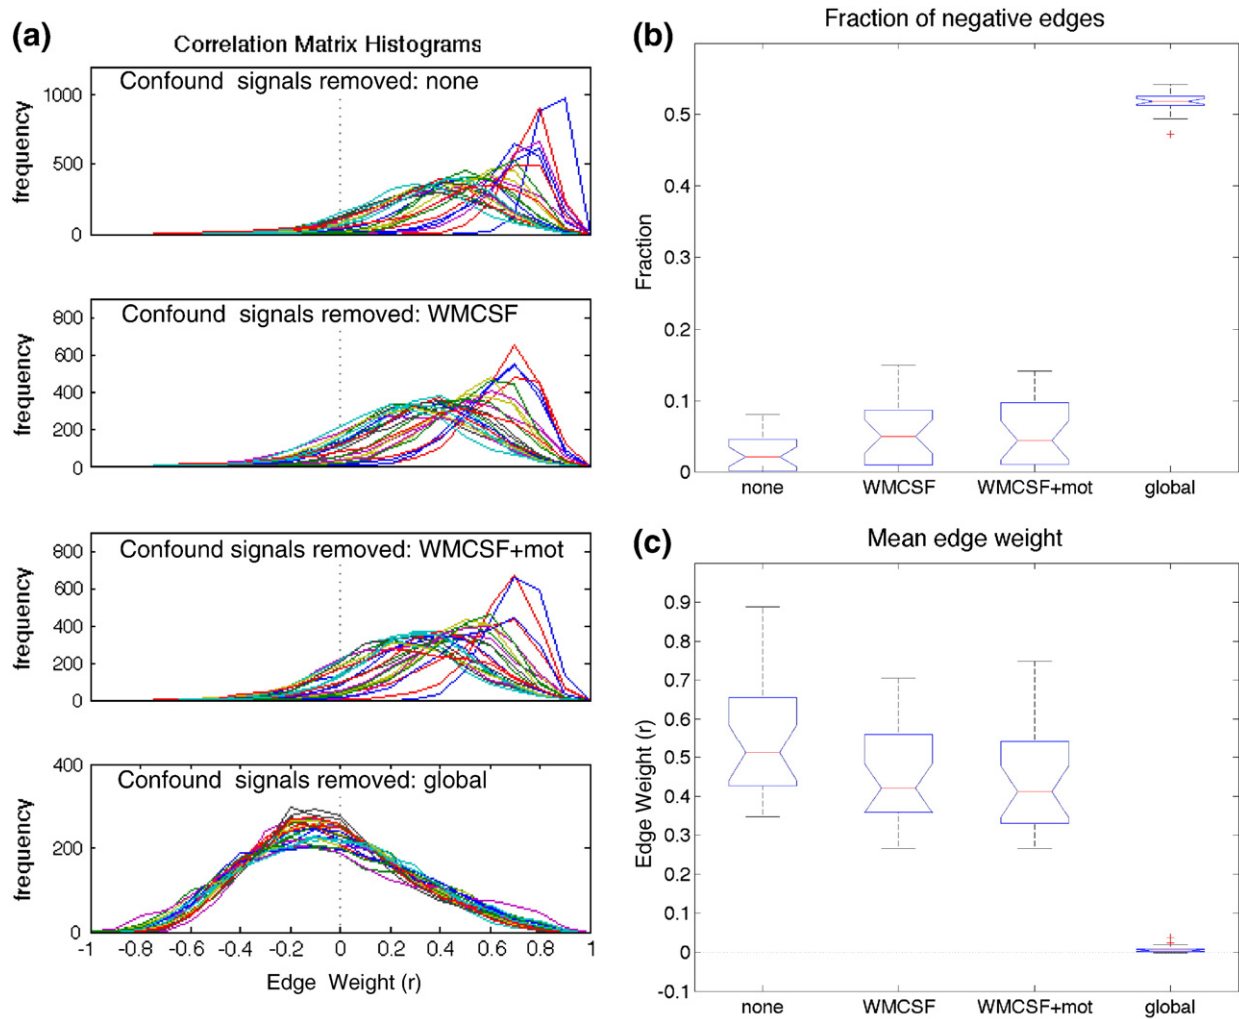 (a)
Correlation Matrix Histograms
Confound signals removed: none
frequency
1000
500
0
Confound signals removed: WMCSF
frequency
800
600
400
200
0
Confound signals removed: WMCSF+mot
frequency
800
600
400
200
0
Confound signals removed: global
frequency
400
200
0
-1 -0.8 -0.6 -0.4 -0.2 0 0.2 0.4 0.6 0.8 1
Edge Weight (r)
(b)
Fraction of negative edges
Fraction
0.5
0.4
0.3
0.2
0.1
0
none WMCSF WMCSF+mot global
(c)
Mean edge weight
Edge Weight (r)
0.9
0.8
0.7
0.6
0.5
0.4
0.3
0.2
0.1
0
-0.1
none WMCSF WMCSF+mot global